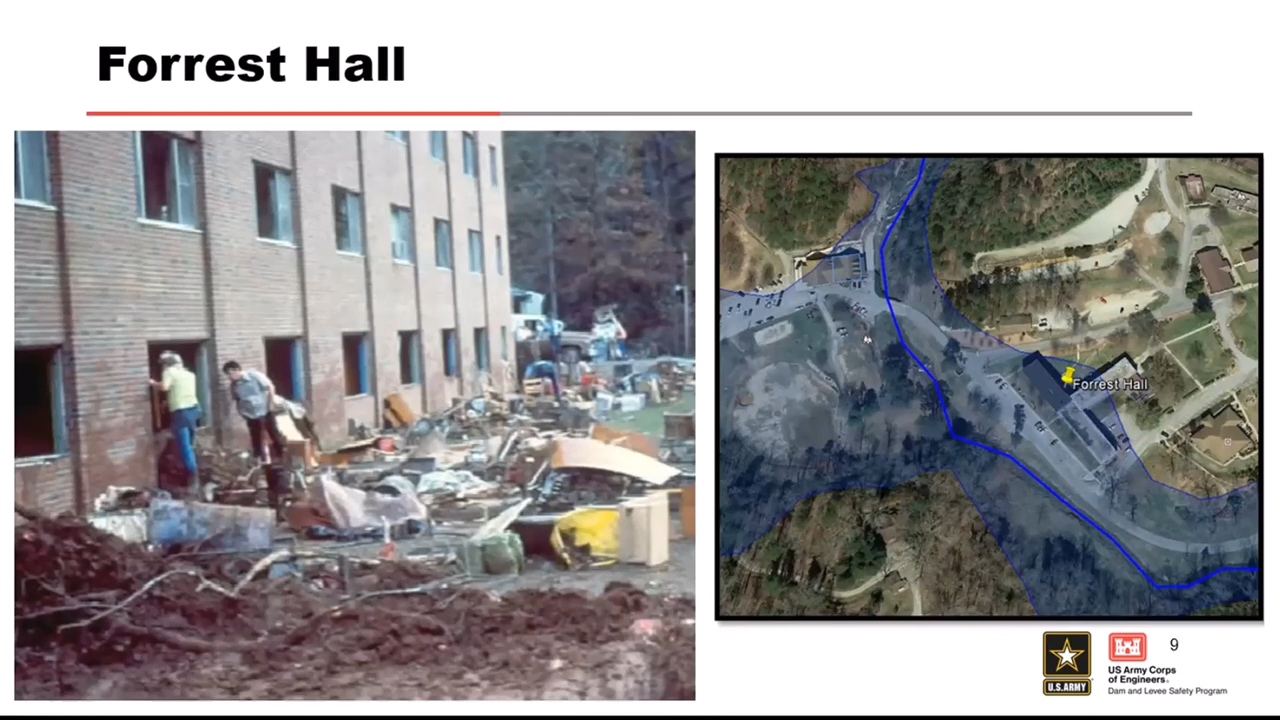 Forrest Hall
Forrest Hall
U.S. ARMY
US Army Corps
of Engineers®
Dam and Levee Safety Program
9